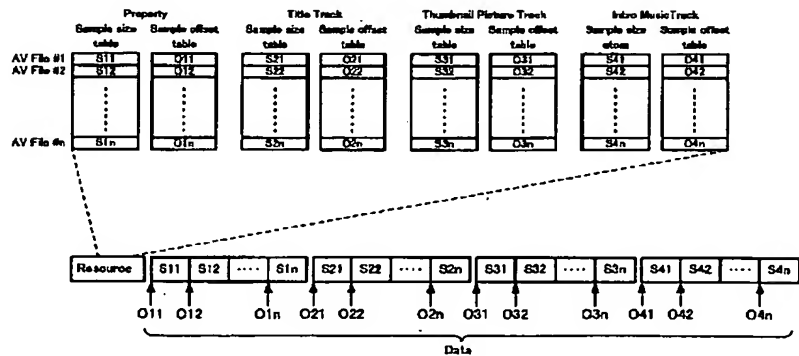 Property Title Track Thumbnail Picture Track Intro MusicTrack
Sample size table Sample offset table Sample size table Sample offset table Sample size table Sample offset table Sample size atom Sample offset table
AV File #1 S11 O11 S21 O21 S31 O31 S41 O41
AV File #2 S12 O12 S22 O22 S32 O32 S42 O42
AV File #n S1n O1n S2n O2n S3n O3n S4n O4n
Resource S11 S12 ···· S1n S21 S22 ···· S2n S31 S32 ···· S3n S41 S42 ···· S4n
O11 O12 O1n O21 O22 O2n O31 O32 O3n O41 O42 O4n
Data